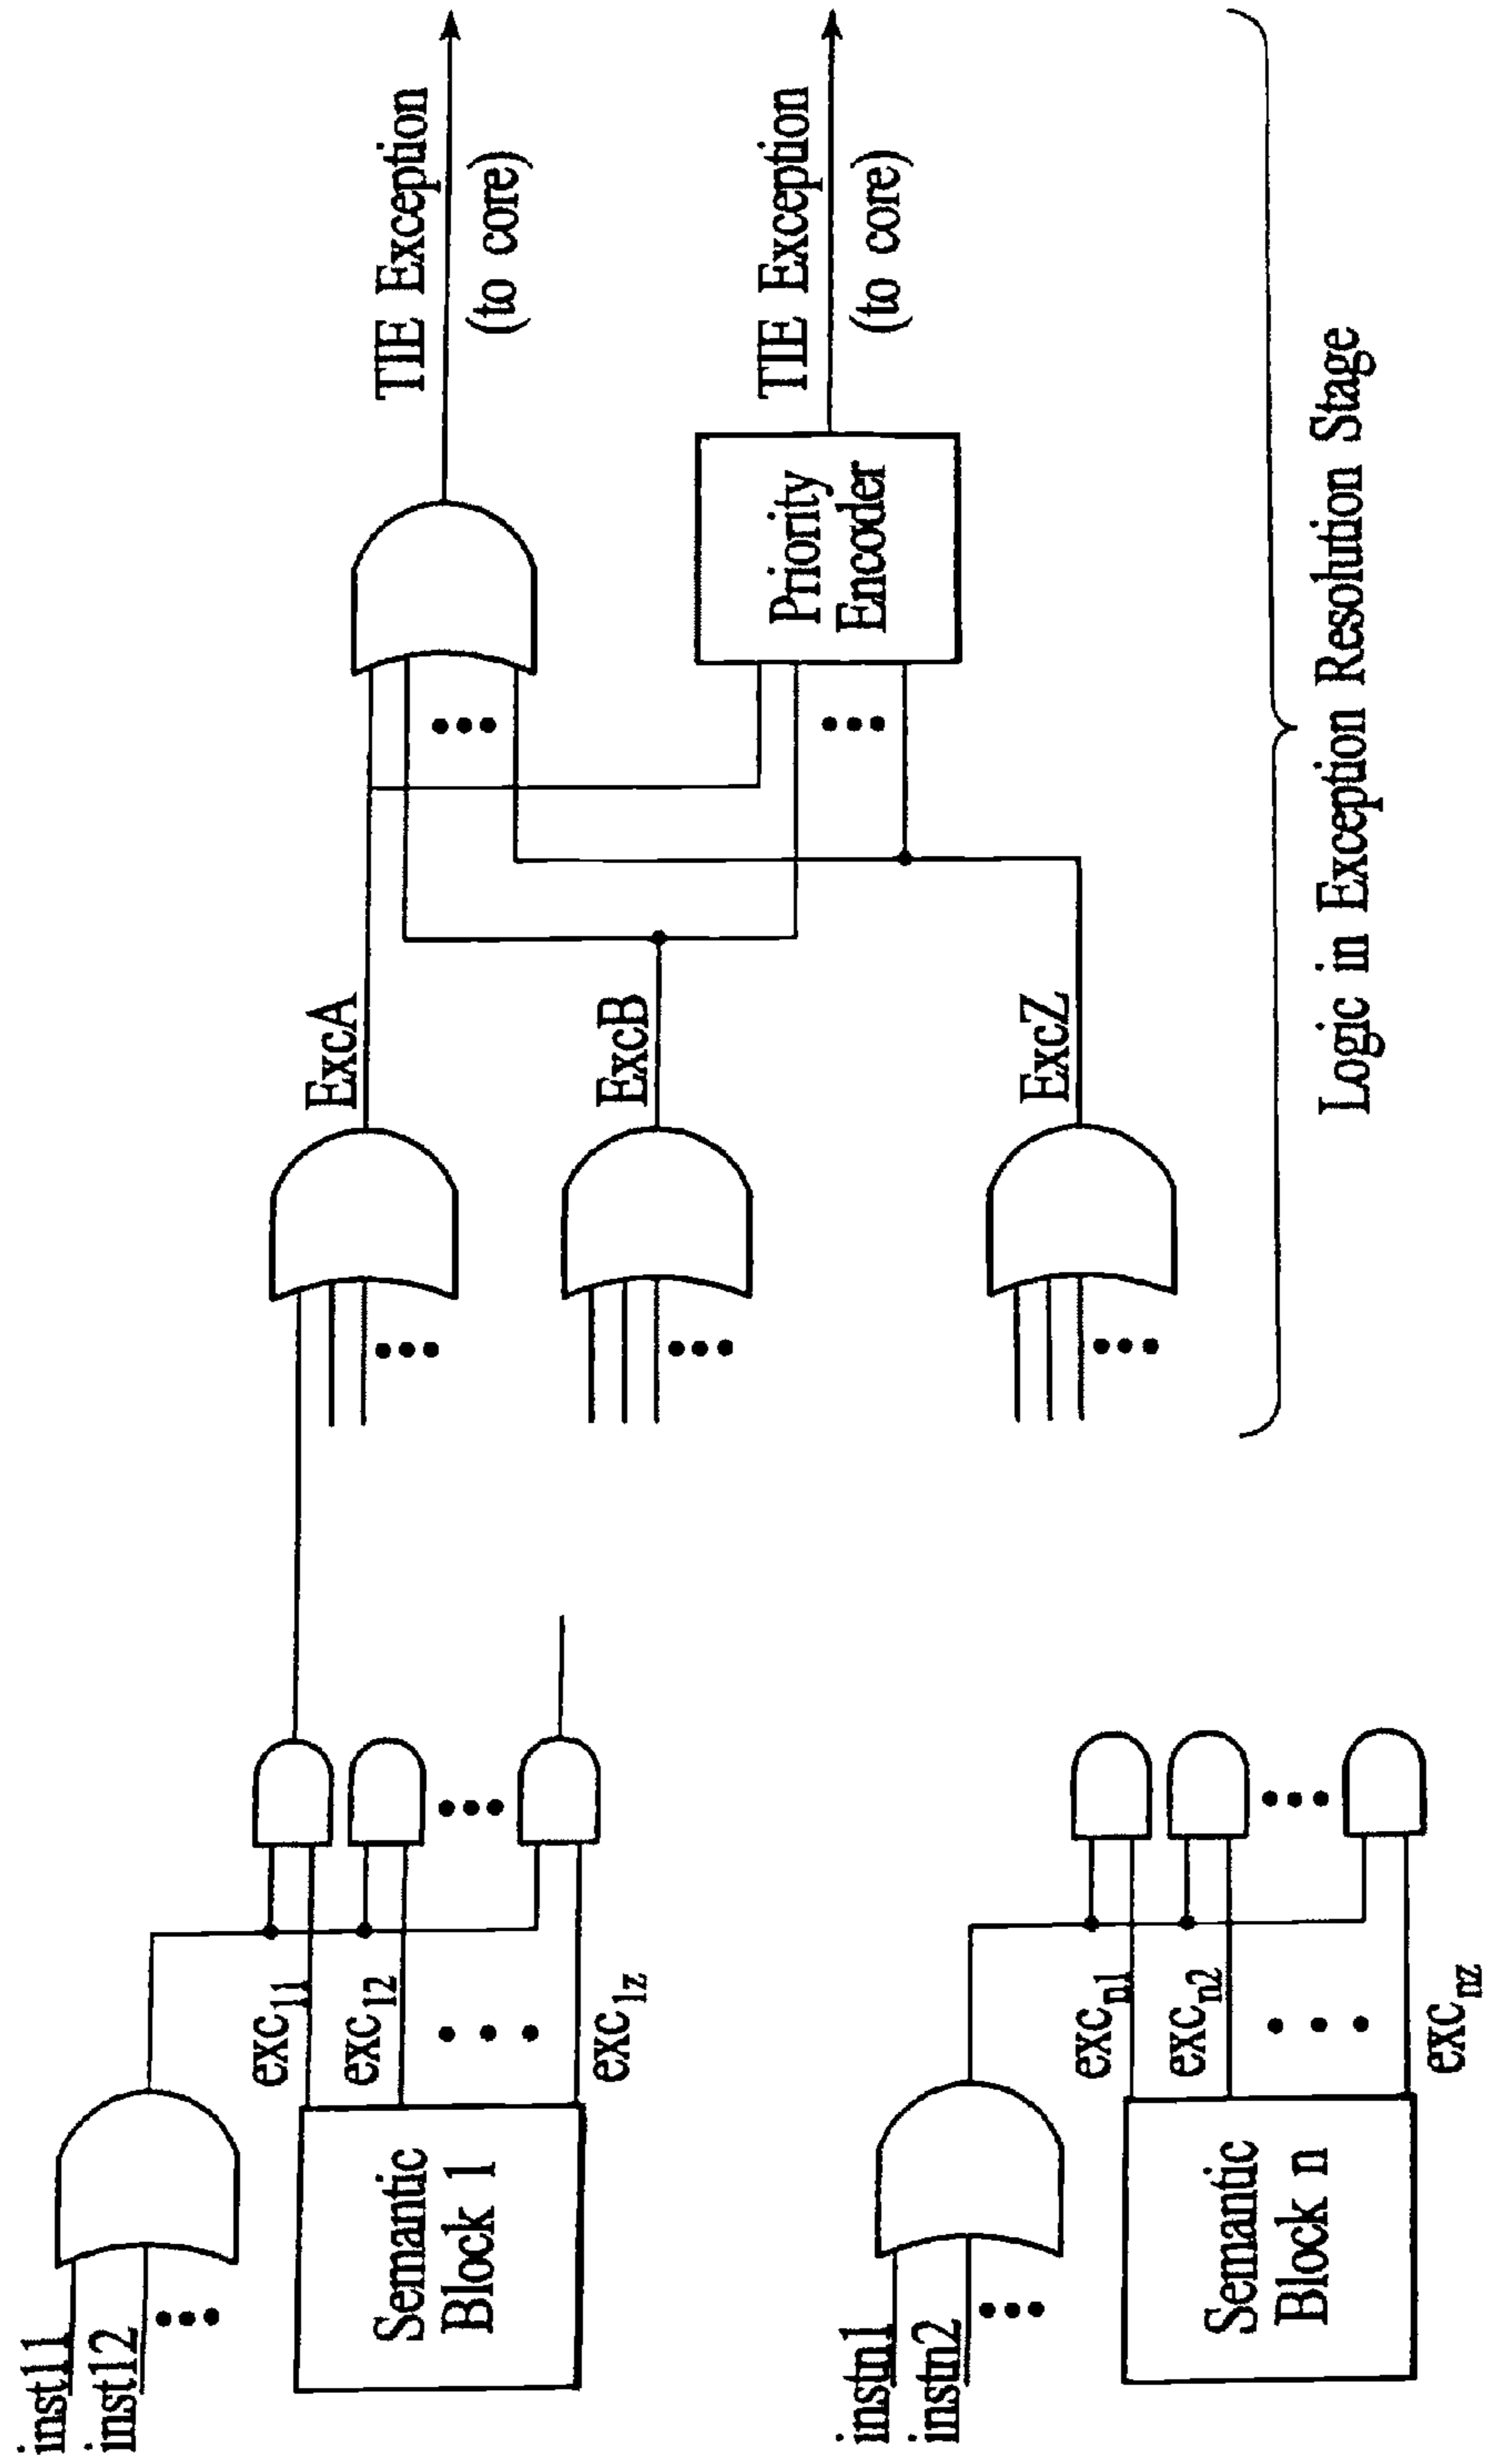 inst11
inst12
Semantic
Block 1
exc11
exc12
exc1z
instn1
instn2
Semantic
Block n
excn1
excn2
excnz
ExcA
ExcB
ExcZ
Priority
Encoder
TIE Exception
(to core)
TIE Exception
(to core)
Logic in Exception Resolution Stage